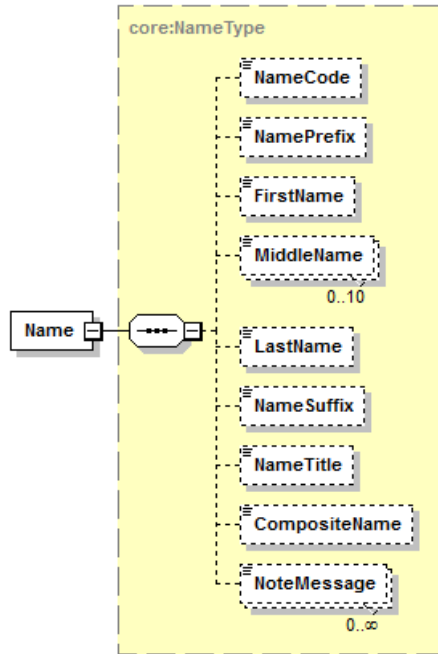 core:NameType
NameCode
NamePrefix
FirstName
MiddleName
0..10
Name
LastName
NameSuffix
NameTitle
CompositeName
NoteMessage
0..∞